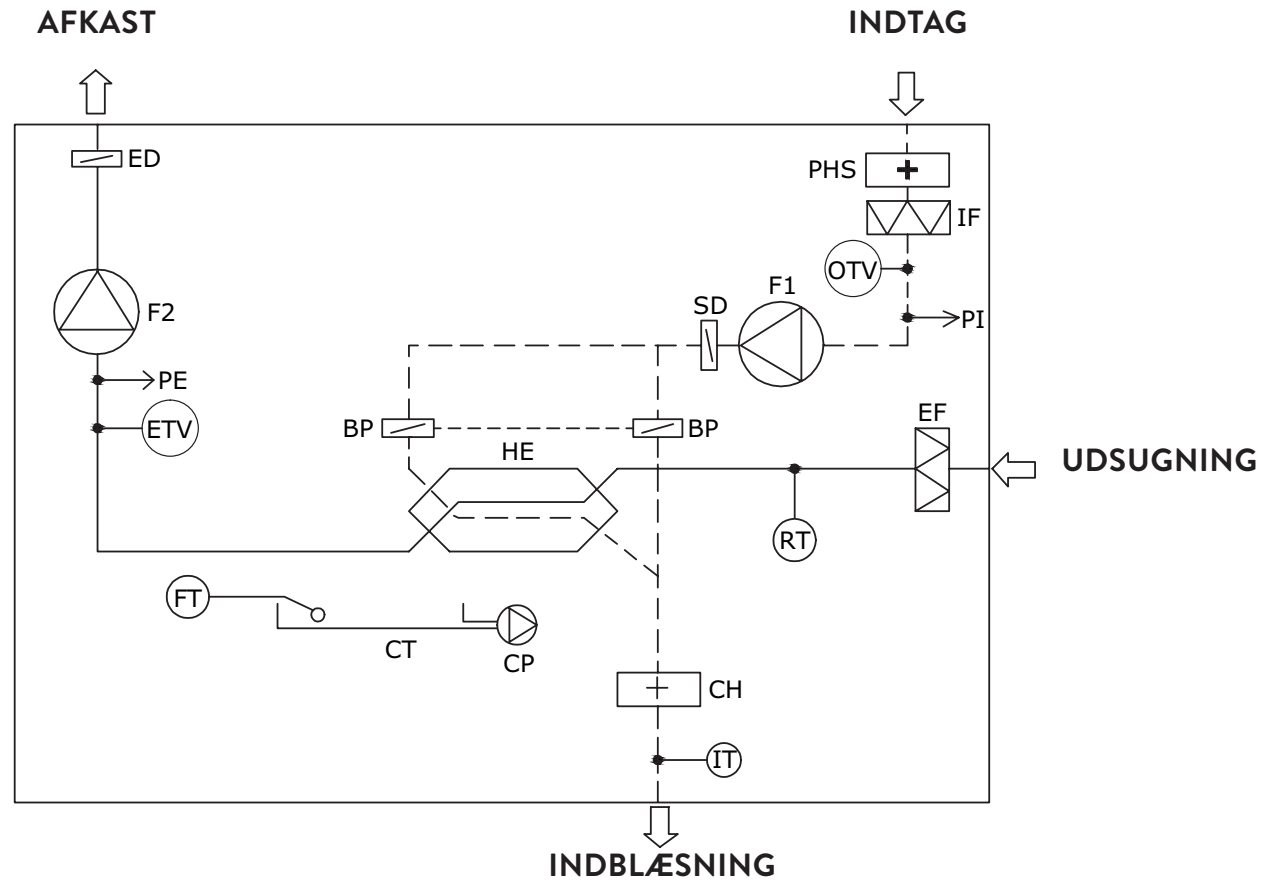 AFKAST
INDTAG
ED
PHS
IF
OTV
F1
SD
F2
PI
PE
EF
ETV
BP
BP
HE
UDSUGNING
RT
FT
CT
CP
CH
IT
INDBLÆSNING